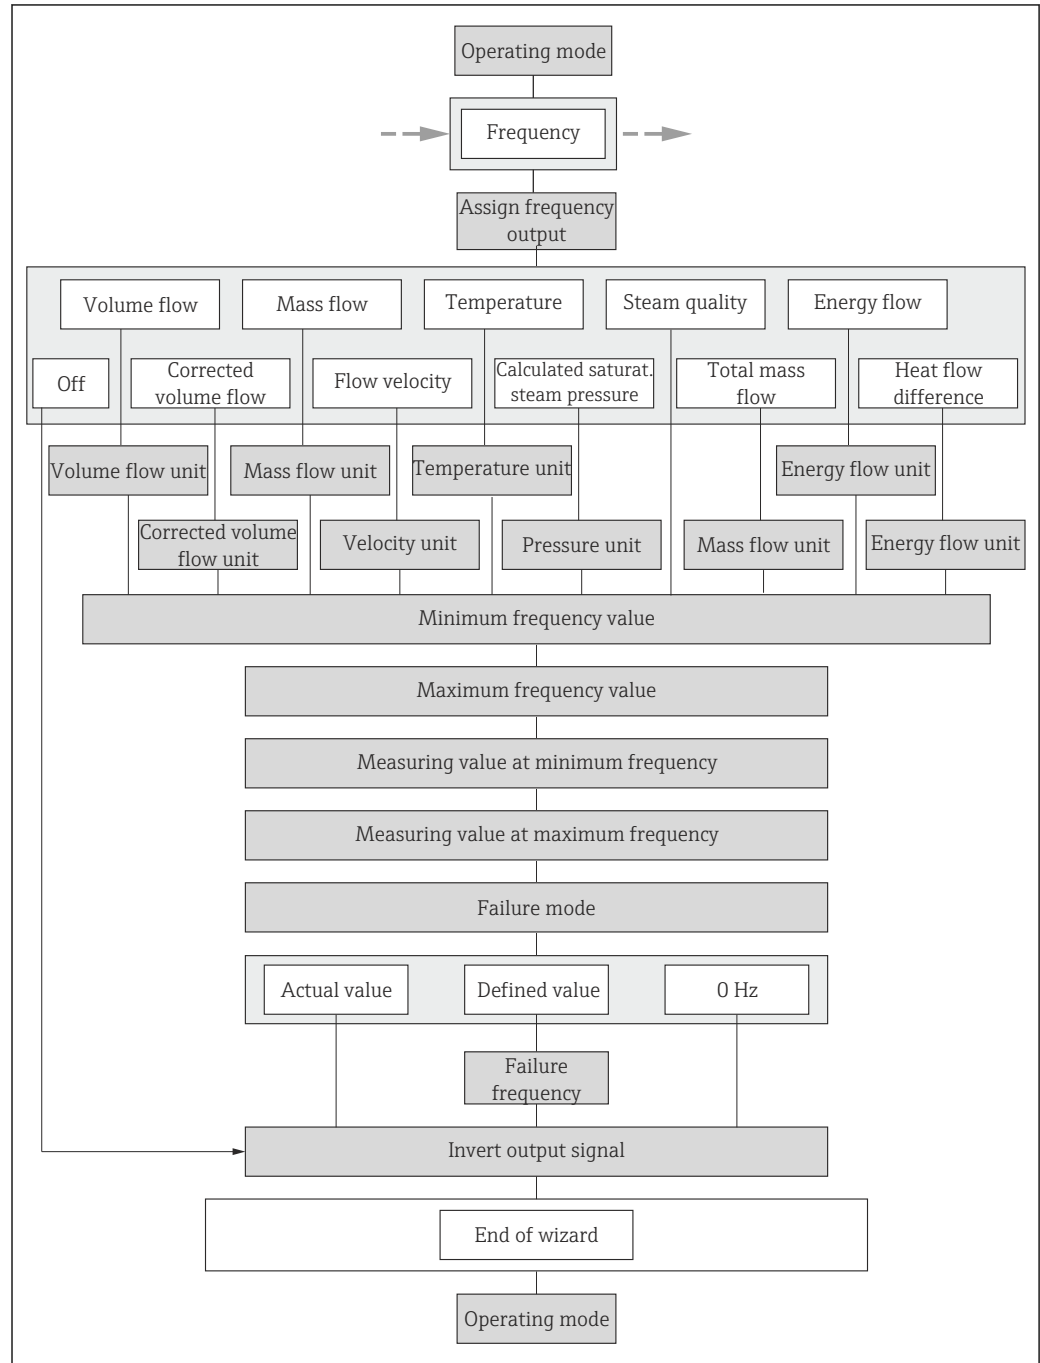 Operating mode
Frequency
Assign frequency
output
Volume flow
Mass flow
Temperature
Steam quality
Energy flow
Off
Corrected
volume flow
Flow velocity
Calculated saturat.
steam pressure
Total mass
flow
Heat flow
difference
Volume flow unit
Mass flow unit
Temperature unit
Energy flow unit
Corrected volume
flow unit
Velocity unit
Pressure unit
Mass flow unit
Energy flow unit
Minimum frequency value
Maximum frequency value
Measuring value at minimum frequency
Measuring value at maximum frequency
Failure mode
Actual value
Defined value
0 Hz
Failure
frequency
Invert output signal
End of wizard
Operating mode